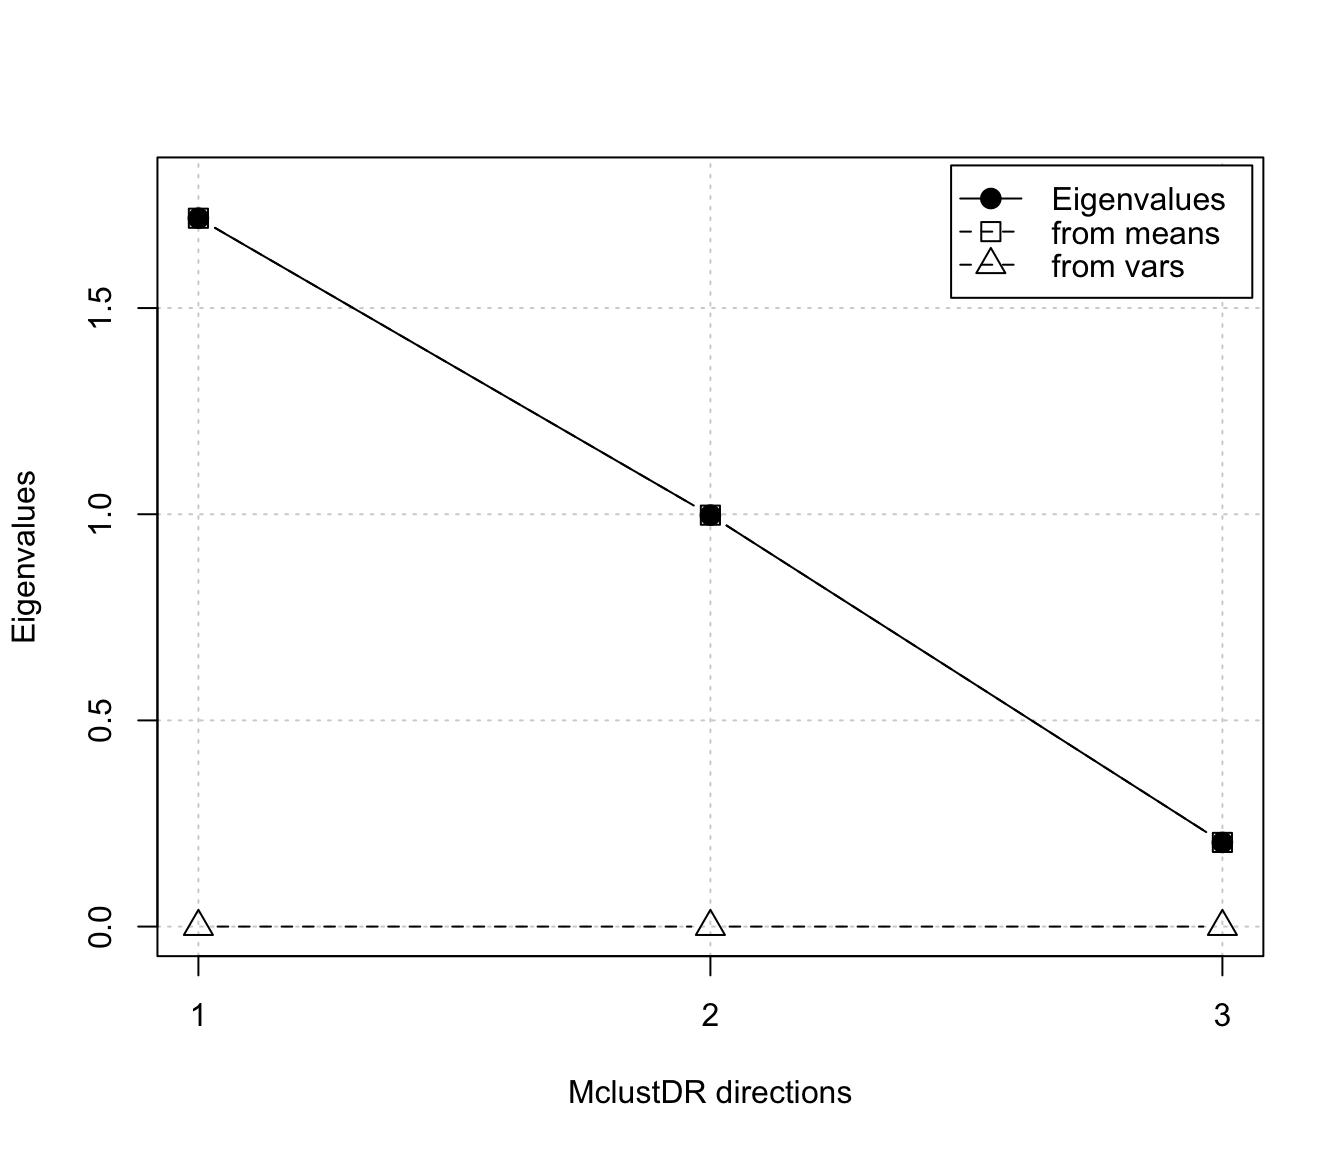 Eigenvalues
from means
from vars
1.5
1.0
0.5
0.0
Eigenvalues
1 2 3
MclustDR directions